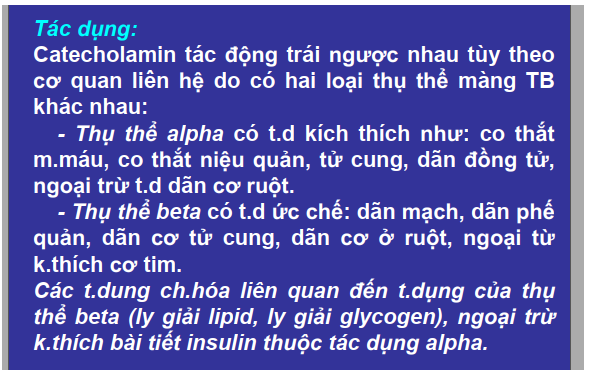 Tác dụng:
Catecholamin tác động trái ngược nhau tùy theo
cơ quan liên hệ do có hai loại thụ thể màng TB
khác nhau:
- Thụ thể alpha có t.d kích thích như: co thắt
m.máu, co thắt niệu quản, tử cung, dãn đồng tử,
ngoại trừ t.d dãn cơ ruột.
- Thụ thể beta có t.d ức chế: dãn mạch, dãn phế
quản, dãn cơ tử cung, dãn cơ ở ruột, ngoại từ
k.thích cơ tim.
Các t.dung ch.hóa liên quan đến t.dụng của thụ
thể beta (ly giải lipid, ly giải glycogen), ngoại trừ
k.thích bài tiết insulin thuộc tác dụng alpha.